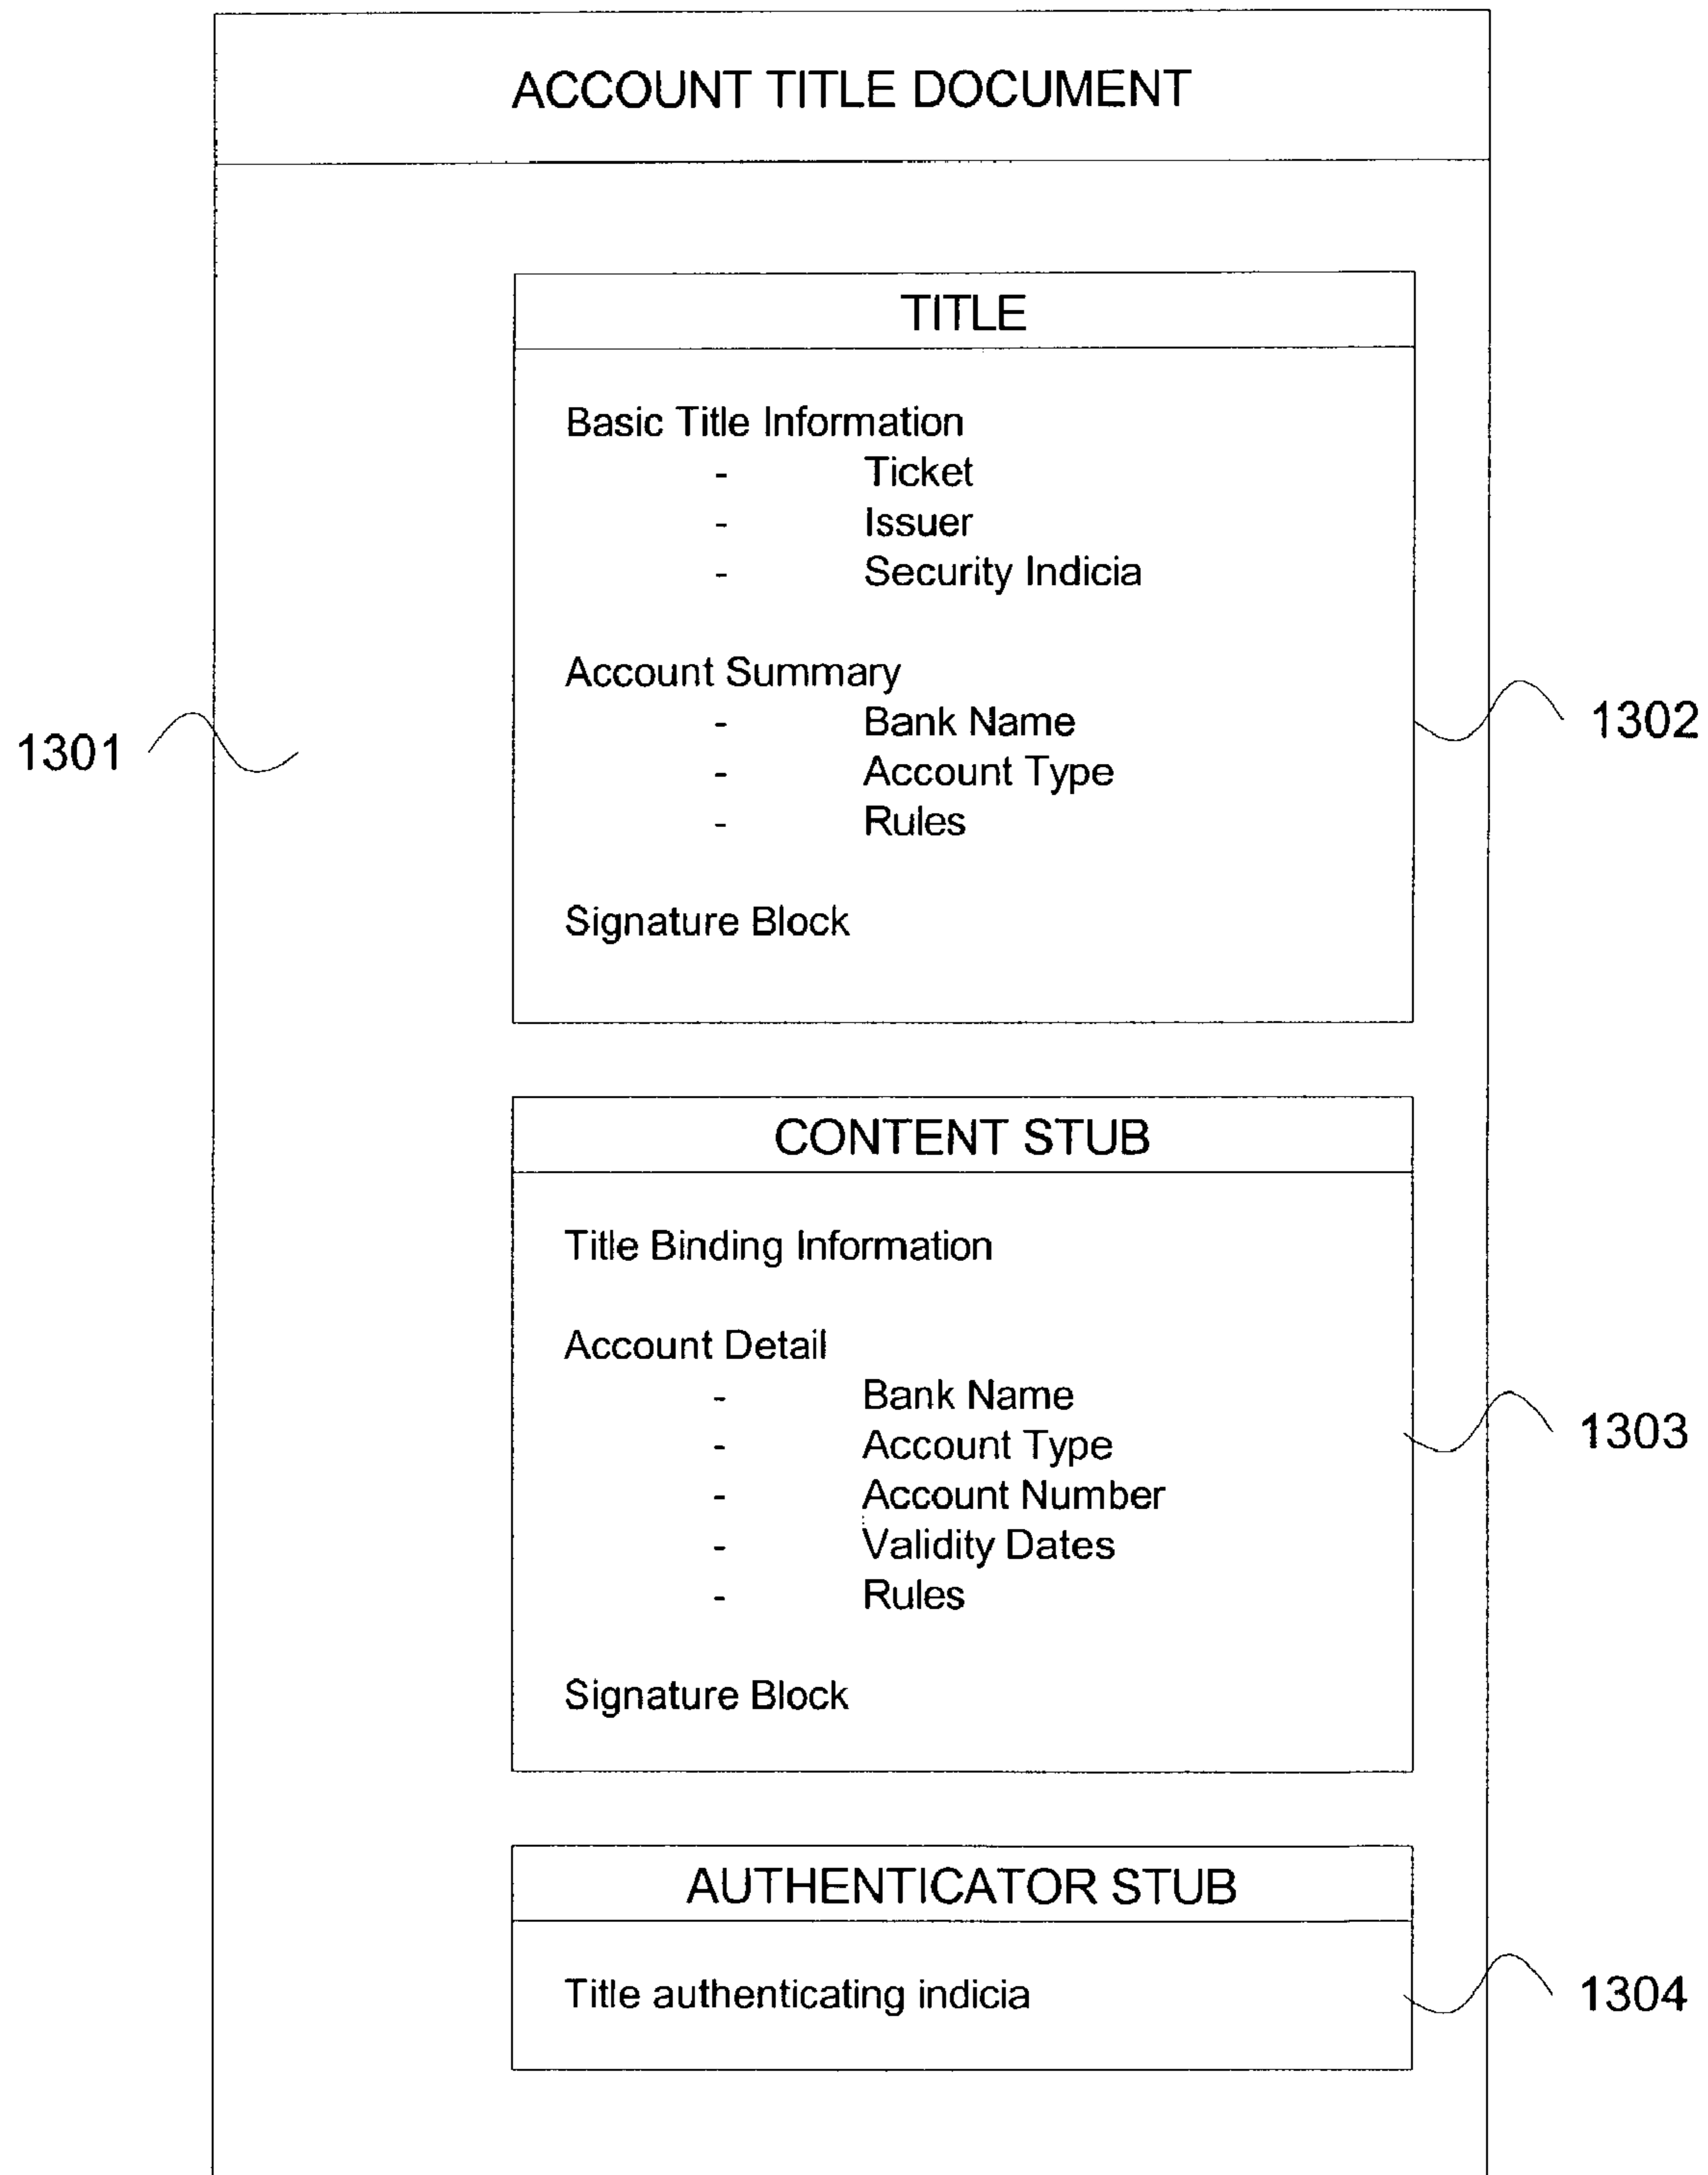 ACCOUNT TITLE DOCUMENT
TITLE
Basic Title Information
- Ticket
- Issuer
- Security Indicia
Account Summary
- Bank Name
- Account Type
- Rules
Signature Block
1301
1302
CONTENT STUB
Title Binding Information
Account Detail
- Bank Name
- Account Type
- Account Number
- Validity Dates
- Rules
Signature Block
1303
AUTHENTICATOR STUB
Title authenticating indicia
1304